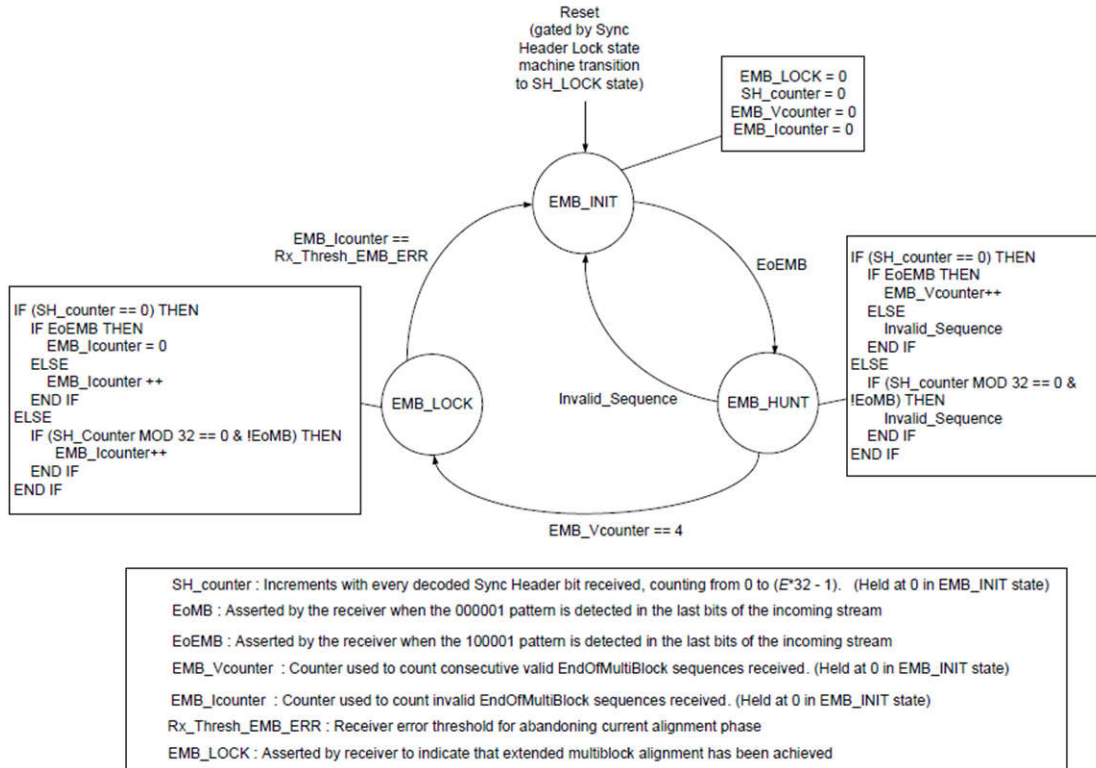 Reset
(gated by Sync
Header Lock state
machine transition
to SH_LOCK state)
EMB_LOCK = 0
SH_counter = 0
EMB_Vcounter = 0
EMB_Icounter = 0
EMB_INIT
EMB_Icounter ==
Rx_Thresh_EMB_ERR
EoEMB
IF (SH_counter == 0) THEN
IF EoEMB THEN
EMB_Vcounter++
ELSE
Invalid_Sequence
END IF
ELSE
IF (SH_counter MOD 32 == 0 &
!EoMB) THEN
Invalid_Sequence
END IF
END IF
IF (SH_counter == 0) THEN
IF EoEMB THEN
EMB_Icounter = 0
ELSE
EMB_Icounter ++
END IF
ELSE
IF (SH_Counter MOD 32 == 0 & !EoMB) THEN
EMB_Icounter++
END IF
END IF
EMB_LOCK
Invalid_Sequence
EMB_HUNT
EMB_Vcounter == 4
SH_counter : Increments with every decoded Sync Header bit received, counting from 0 to (E*32 - 1). (Held at 0 in EMB_INIT state)
EoMB : Asserted by the receiver when the 000001 pattern is detected in the last bits of the incoming stream
EoEMB : Asserted by the receiver when the 100001 pattern is detected in the last bits of the incoming stream
EMB_Vcounter : Counter used to count consecutive valid EndOfMultiBlock sequences received. (Held at 0 in EMB_INIT state)
EMB_Icounter : Counter used to count invalid EndOfMultiBlock sequences received. (Held at 0 in EMB_INIT state)
Rx_Thresh_EMB_ERR : Receiver error threshold for abandoning current alignment phase
EMB_LOCK : Asserted by receiver to indicate that extended multiblock alignment has been achieved